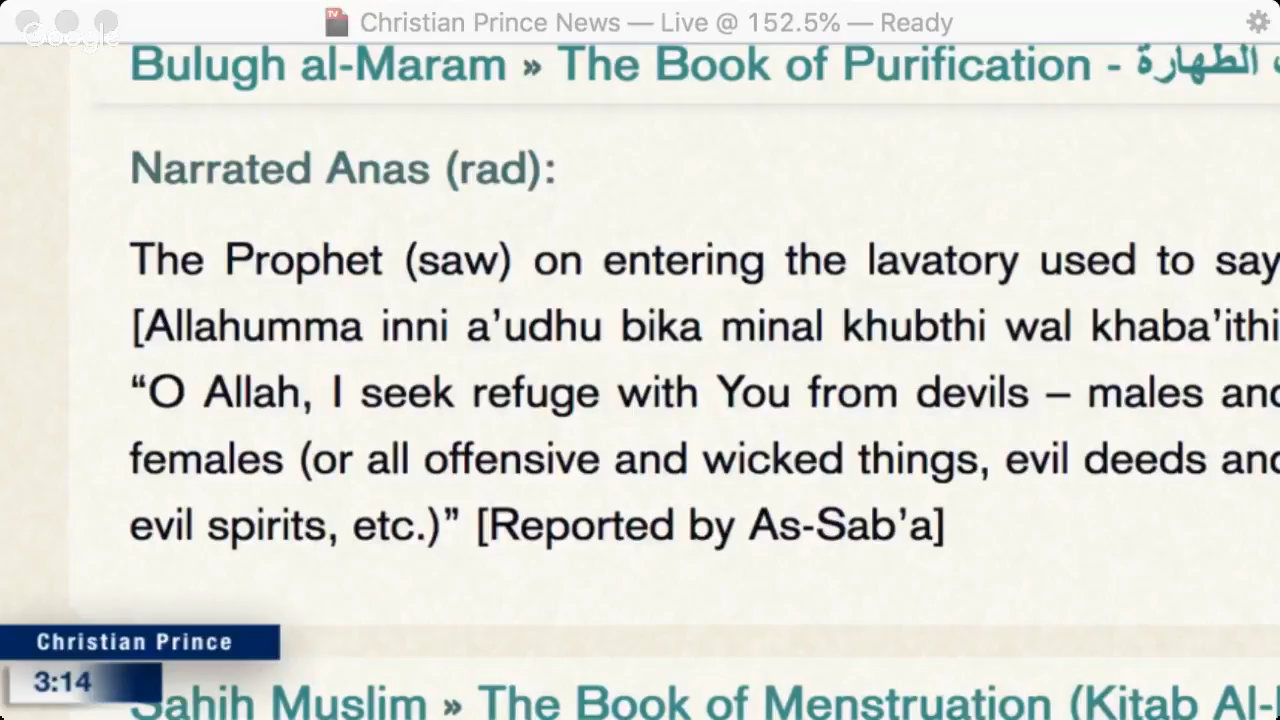 Christian Prince News — Live @ 152.5% — Ready
Google
Bulugh al-Maram » The Book of Purification - الطهارة
Narrated Anas (rad):
The Prophet (saw) on entering the lavatory used to say
[Allahumma inni a’udhu bika minal khubthi wal khaba’ithi
“O Allah, I seek refuge with You from devils – males and
females (or all offensive and wicked things, evil deeds and
evil spirits, etc.)” [Reported by As-Sab’a]
Christian Prince
3:14
Sahih Muslim » The Book of Menstruation (Kitab Al-